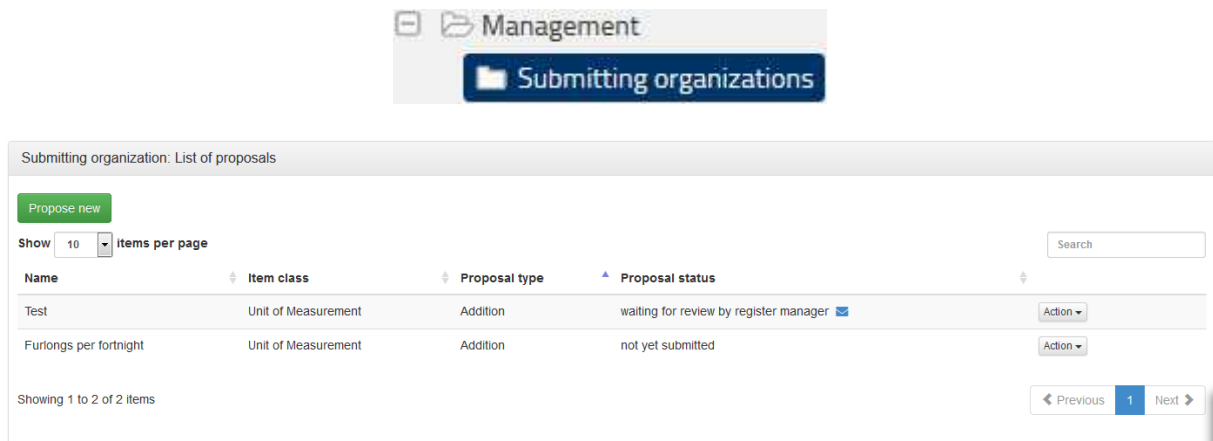 Management
Submitting organizations
Submitting organization: List of proposals
Propose new
Show 10 items per page Search
Name Item class Proposal type Proposal status
Test Unit of Measurement Addition waiting for review by register manager Action
Furlongs per fortnight Unit of Measurement Addition not yet submitted Action
Showing 1 to 2 of 2 items Previous 1 Next